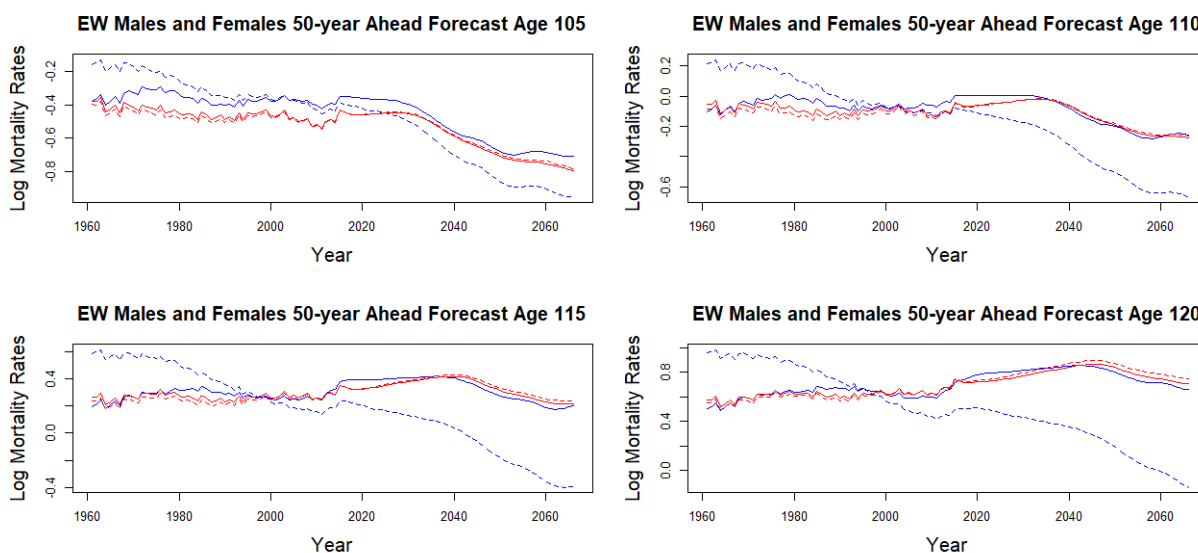 EW Males and Females 50-year Ahead Forecast Age 105
Log Mortality Rates
-0.2
-0.4
-0.6
-0.8
1960 1980 2000 2020 2040 2060
Year
EW Males and Females 50-year Ahead Forecast Age 110
Log Mortality Rates
0.2
0.0
-0.2
-0.6
1960 1980 2000 2020 2040 2060
Year
EW Males and Females 50-year Ahead Forecast Age 115
Log Mortality Rates
0.4
0.0
-0.4
1960 1980 2000 2020 2040 2060
Year
EW Males and Females 50-year Ahead Forecast Age 120
Log Mortality Rates
0.8
0.4
0.0
1960 1980 2000 2020 2040 2060
Year